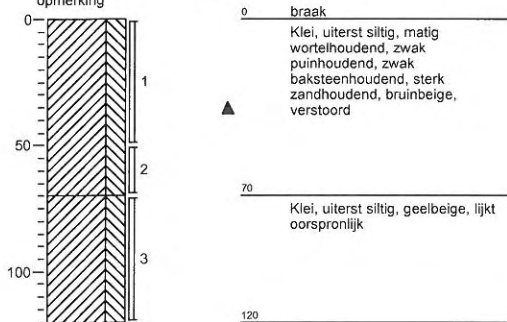 opmerking
0
50
100
1
2
3
0 braak
Klei, uiterst siltig, matig
wortelhoudend, zwak
puinhoudend, zwak
baksteenhoudend, sterk
zandhoudend, bruinbeige,
verstoord
70
Klei, uiterst siltig, geelbeige, lijkt
oorspronlijk
120